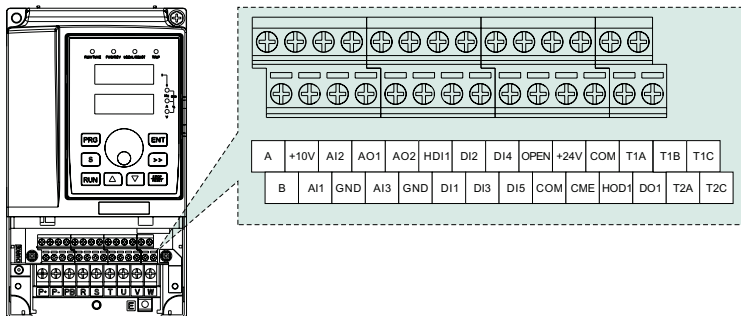 PRG ENT
S >>
RUN
P+ P- PB R S T U V W
E
A +10V AI2 AO1 AO2 HDI1 DI2 DI4 OPEN +24V COM T1A T1B T1C
B AI1 GND AI3 GND DI1 DI3 DI5 COM CME HOD1 DO1 T2A T2C